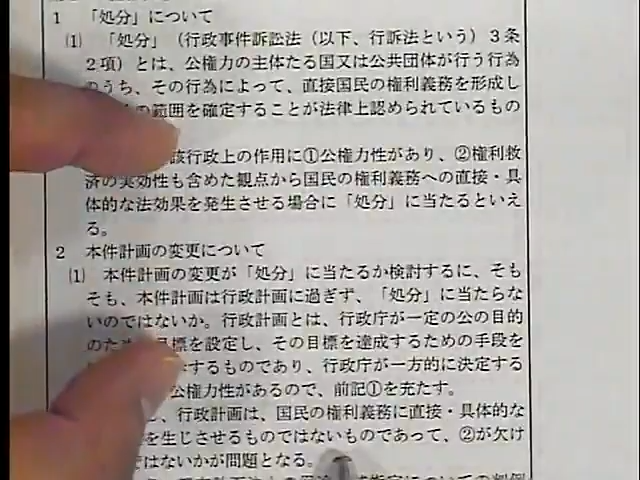 1 「処分」について
⑴ 「処分」（行政事件訴訟法（以下、行訴法という）３条
２項）とは、公権力の主体たる国又は公共団体が行う行為
のうち、その行為によって、直接国民の権利義務を形成し
の範囲を確定することが法律上認められているもの
該行政上の作用に①公権力性があり、②権利救
済の実効性も含めた観点から国民の権利義務への直接・具
体的な法効果を発生させる場合に「処分」に当たるといえ
る。
2 本件計画の変更について
⑴ 本件計画の変更が「処分」に当たるか検討するに、そも
そも、本件計画は行政計画に過ぎず、「処分」に当たらな
いのではないか。行政計画とは、行政庁が一定の公の目的
のため 目標を設定し、その目標を達成するための手段を
するものであり、行政庁が一方的に決定する
公権力性があるので、前記①を充たす。
、行政計画は、国民の権利義務に直接・具体的な
を生じさせるものではないものであって、②が欠け
はないかが問題となる。